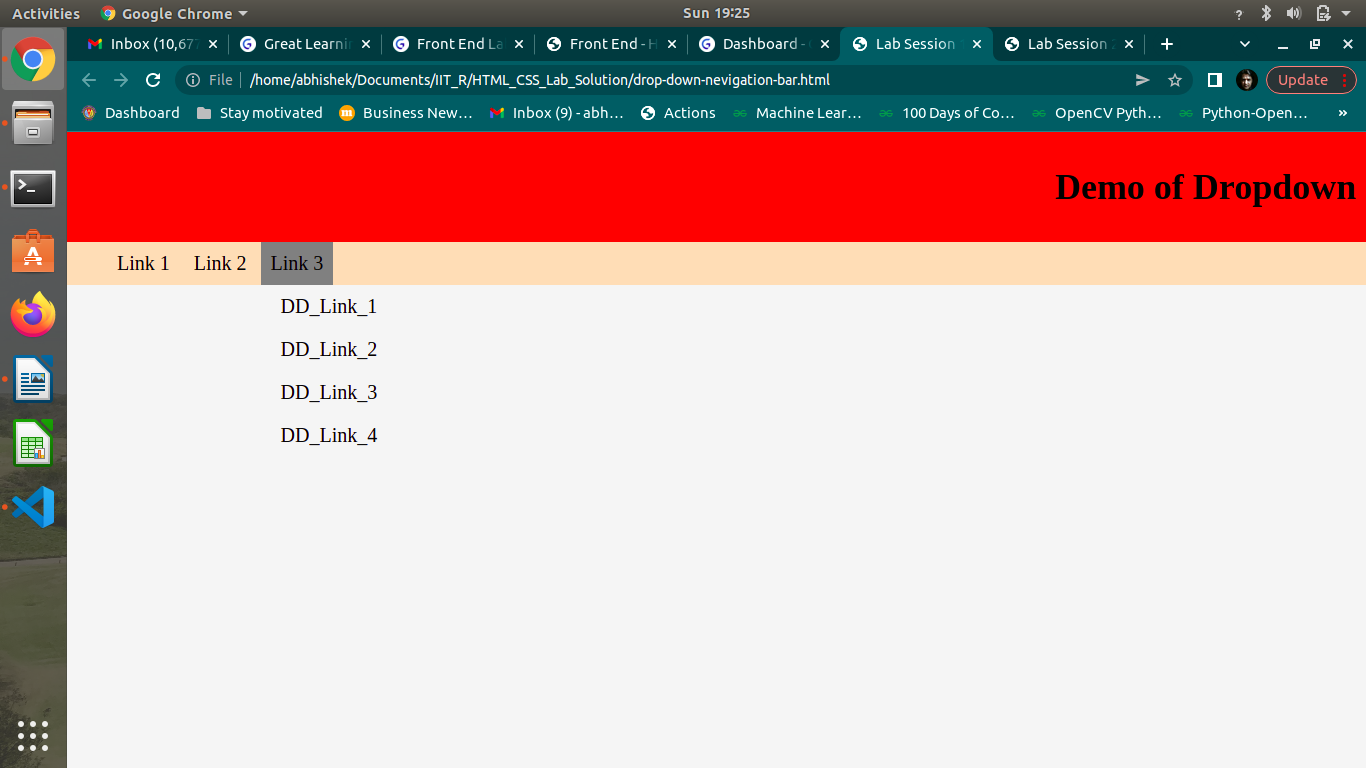 Activities Google Chrome Sun 19:25
Inbox (10,677 Great Learni Front End La Front End - H Dashboard - Lab Session Lab Session
File | /home/abhishek/Documents/IIT_R/HTML_CSS_Lab_Solution/drop-down-nevigation-bar.html Update
Dashboard Stay motivated Business New… Inbox (9) - abh… Actions Machine Lear… 100 Days of Co… OpenCV Pyth… Python-Open… »
Demo of Dropdown
Link 1 Link 2 Link 3
DD_Link_1
DD_Link_2
DD_Link_3
DD_Link_4